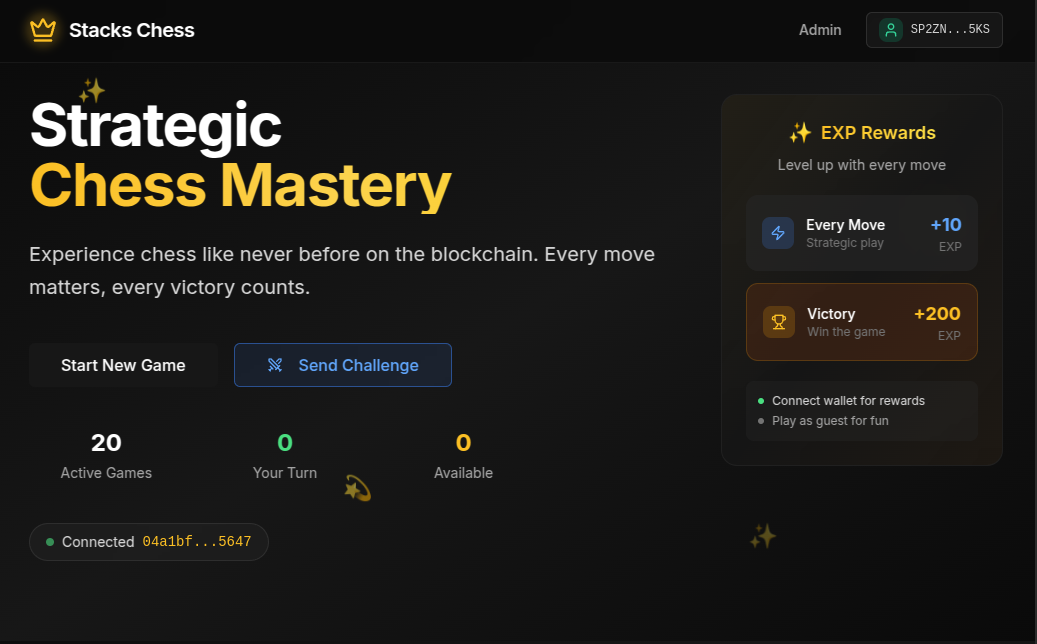 Stacks Chess
Admin
SP2ZN...5KS
Strategic
Chess Mastery
Experience chess like never before on the blockchain. Every move
matters, every victory counts.
Start New Game
Send Challenge
20
Active Games
0
Your Turn
0
Available
Connected 04a1bf...5647
EXP Rewards
Level up with every move
Every Move
Strategic play
+10
EXP
Victory
Win the game
+200
EXP
Connect wallet for rewards
Play as guest for fun